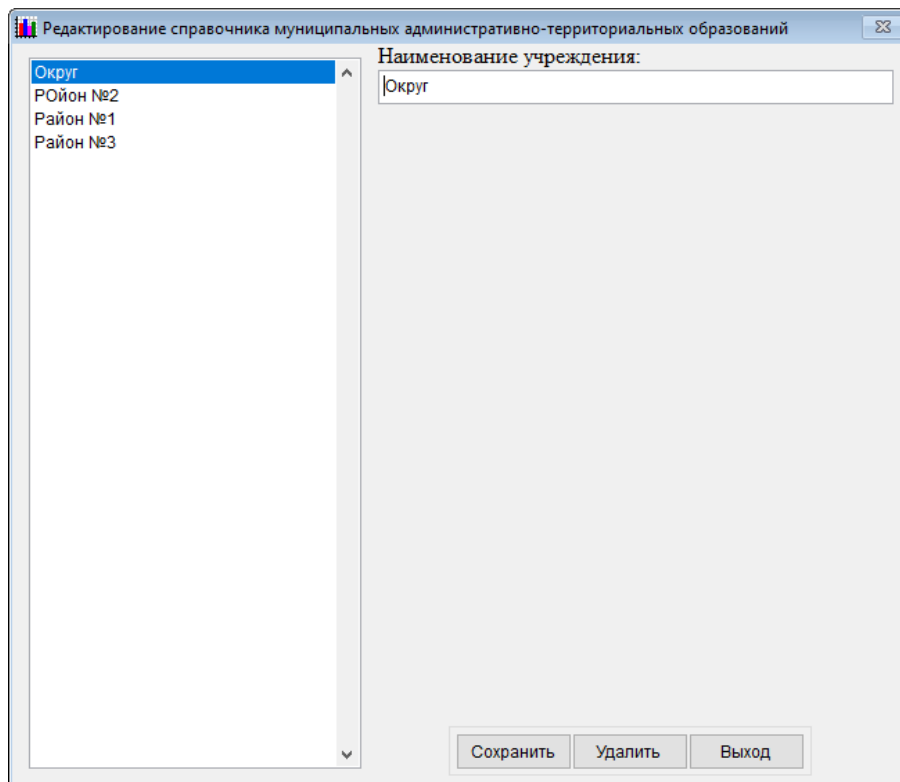 Редактирование справочника муниципальных административно-территориальных образований
Округ
РОйон №2
Район №1
Район №3
Наименование учреждения:
Округ
Сохранить
Удалить
Выход